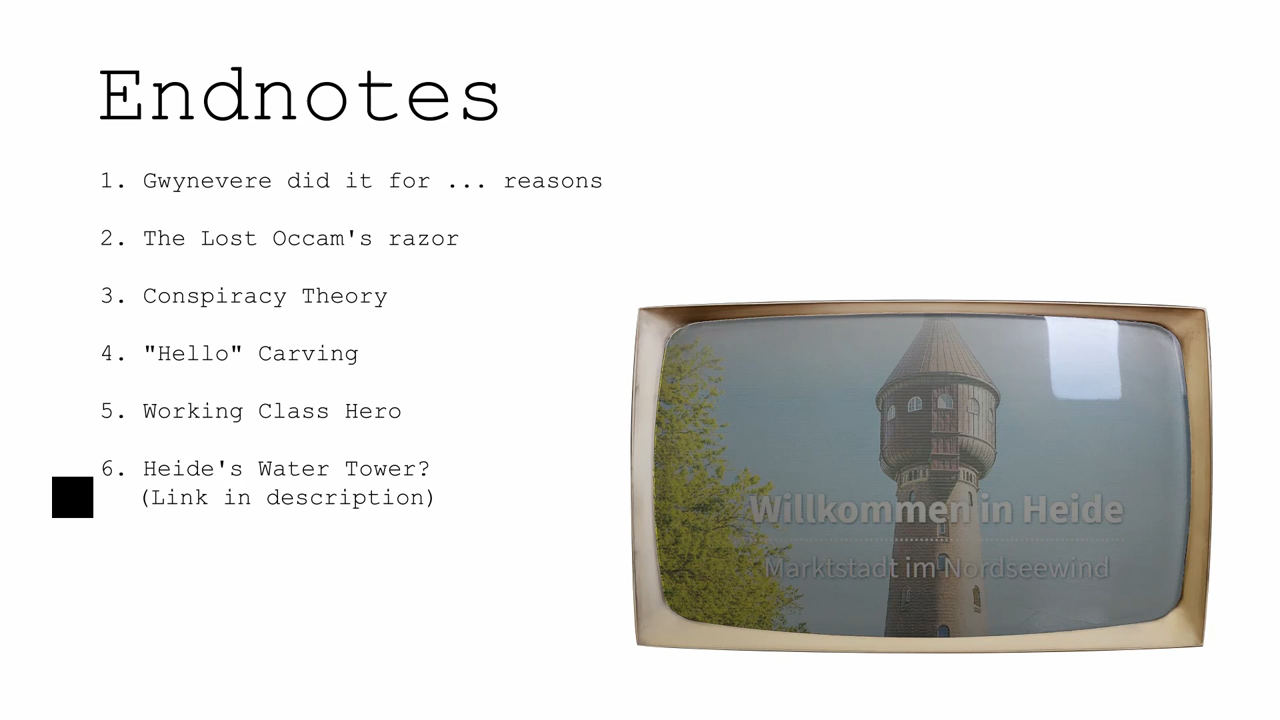 Endnotes
1. Gwynevere did it for ... reasons
2. The Lost Occam's razor
3. Conspiracy Theory
4. "Hello" Carving
5. Working Class Hero
6. Heide's Water Tower?
(Link in description)
Willkommen in Heide
Marktstadt im Nordseewind